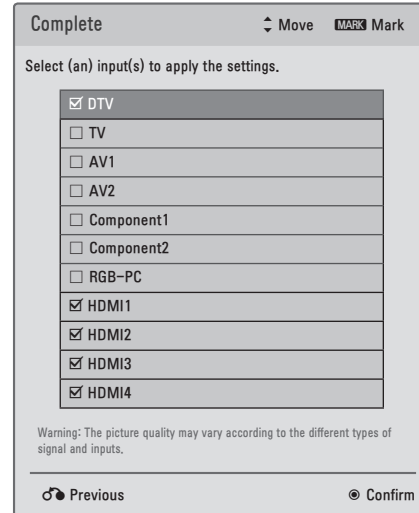 Complete Move MARK Mark
Select (an) input(s) to apply the settings.
DTV
TV
AV1
AV2
Component1
Component2
RGB-PC
HDMI1
HDMI2
HDMI3
HDMI4
Warning: The picture quality may vary according to the different types of
signal and inputs.
Previous Confirm